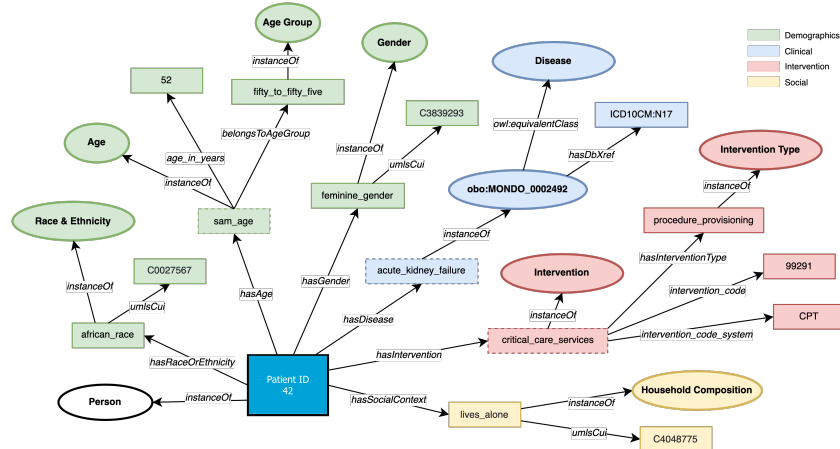 Age Group
Gender
Demographics
Clinical
Intervention
Social
instanceOf
Disease
52
fifty_to_fifty_five
C3839293
ICD10CM:N17
owl:equivalentClass
belongsToAgeGroup
Age
age_in_years
instanceOf
umlsCui
hasDbXref
Intervention Type
instanceOf
instanceOf
obo:MONDO_0002492
feminine_gender
Race & Ethnicity
sam_age
procedure_provisioning
instanceOf
hasInterventionType
C0027567
acute_kidney_failure
Intervention
99291
instanceOf
hasGender
hasAge
intervention_code
umlsCui
instanceOf
hasDisease
CPT
african_race
critical_care_services
intervention_code_system
hasRaceOrEthnicity
hasIntervention
Patient ID
42
Person
instanceOf
hasSocialContext
Household Composition
instanceOf
lives_alone
umlsCui
C4048775